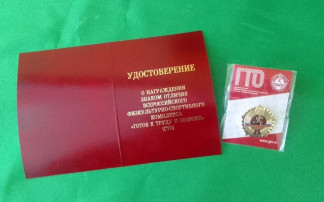 УДОСТОВЕРЕНИЕ
О НАГРАЖДЕНИИ
ЗНАКОМ ОТЛИЧИЯ
ВСЕРОССИЙСКОГО
ФИЗКУЛЬТУРНО-СПОРТИВНОГО
КОМПЛЕКСА
«ГОТОВ К ТРУДУ И ОБОРОНЕ»
(ГТО)
ГТО